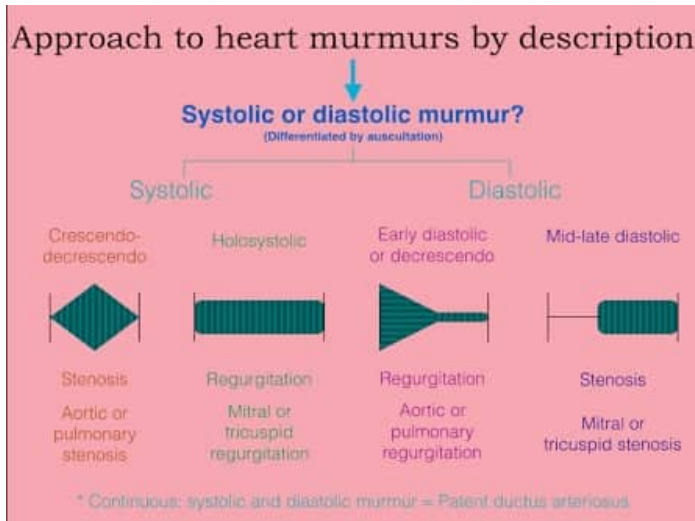 Approach to heart murmurs by description
Systolic or diastolic murmur?
(Differentiated by auscultation)
Systolic
Diastolic
Crescendo-
decrescendo
Holosystolic
Early diastolic
or decrescendo
Mid-late diastolic
Stenosis
Regurgitation
Regurgitation
Stenosis
Aortic or
pulmonary
stenosis
Mitral or
tricuspid
regurgitation
Aortic or
pulmonary
regurgitation
Mitral or
tricuspid stenosis
* Continuous: systolic and diastolic murmur = Patent ductus arteriosus